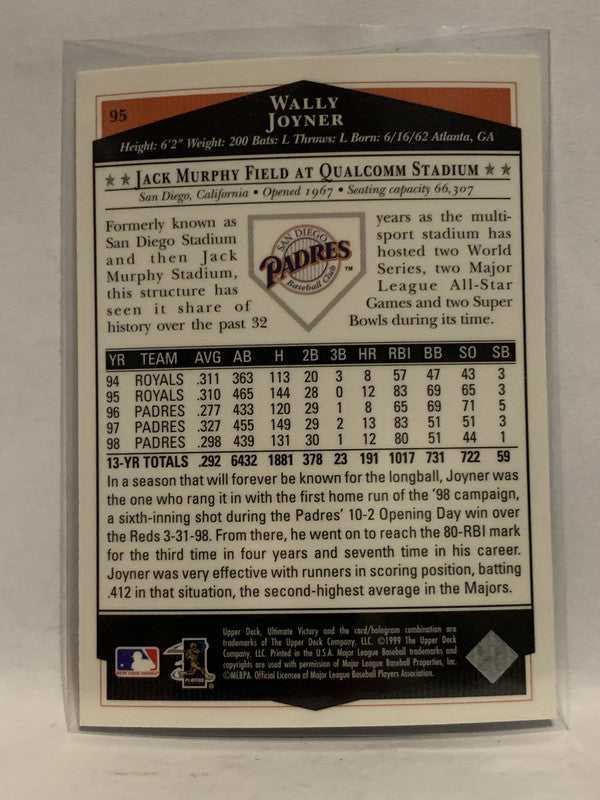 95
WALLY
JOYNER
Height: 6'2" Weight: 200 Bats: L Throws: L Born: 6/16/62 Atlanta, GA
★ ★ JACK MURPHY FIELD AT QUALCOMM STADIUM ★ ★
San Diego, California • Opened 1967 • Seating capacity 66,307
Formerly known as
San Diego Stadium
and then Jack
Murphy Stadium,
this structure has
seen it share of
history over the past 32
SAN DIEGO
PADRES
Baseball Club
TM
years as the multi-
sport stadium has
hosted two World
Series, two Major
League All-Star
Games and two Super
Bowls during its time.
YR TEAM AVG AB H 2B 3B HR RBI BB SO SB
94 ROYALS .311 363 113 20 3 8 57 47 43 3
95 ROYALS .310 465 144 28 0 12 83 69 65 3
96 PADRES .277 433 120 29 1 8 65 69 71 5
97 PADRES .327 455 149 29 2 13 83 51 51 3
98 PADRES .298 439 131 30 1 12 80 51 44 1
13-YR TOTALS .292 6432 1881 378 23 191 1017 731 722 59
In a season that will forever be known for the longball, Joyner was
the one who rang it in with the first home run of the '98 campaign,
a sixth-inning shot during the Padres' 10-2 Opening Day win over
the Reds 3-31-98. From there, he went on to reach the 80-RBI mark
for the third time in four years and seventh time in his career.
Joyner was very effective with runners in scoring position, batting
.412 in that situation, the second-highest average in the Majors.
Upper Deck, Ultimate Victory and the card/hologram combination are
trademarks of The Upper Deck Company, LLC. ©1999 The Upper Deck
Company, LLC. Printed in the U.S.A. Major League Baseball trademarks and
copyrights are used with permission of Major League Baseball Properties, Inc.
©MLBPA. Official Licensee of Major League Baseball Players Association.
PLAYERS